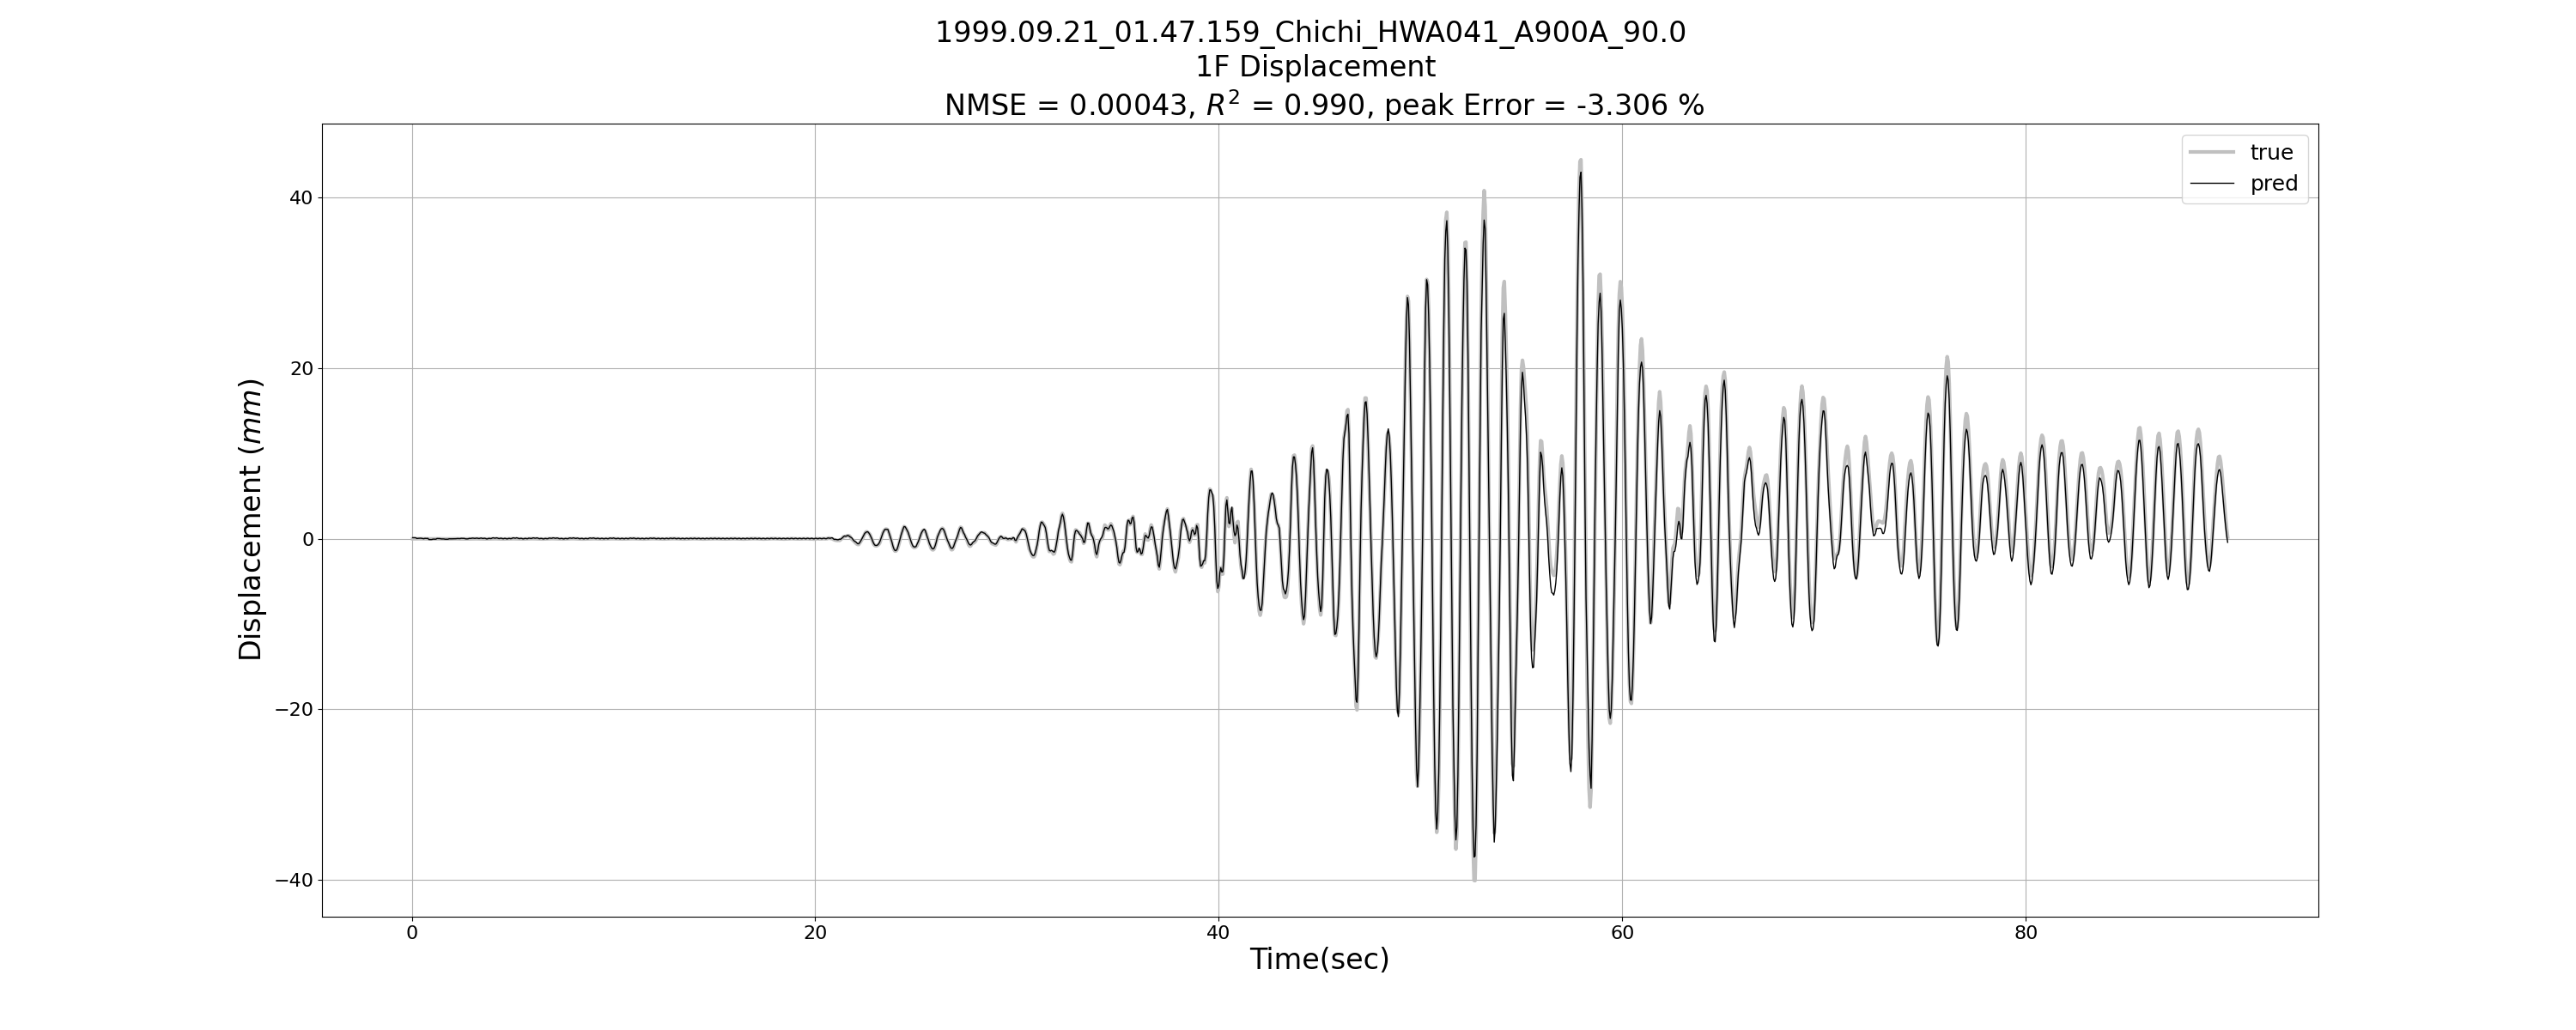 1999.09.21_01.47.159_Chichi_HWA041_A900A_90.0
1F Displacement
NMSE = 0.00043, R² = 0.990, peak Error = -3.306 %
true
pred
Displacement (mm)
40
20
0
−20
−40
0
20
40
60
80
Time(sec)